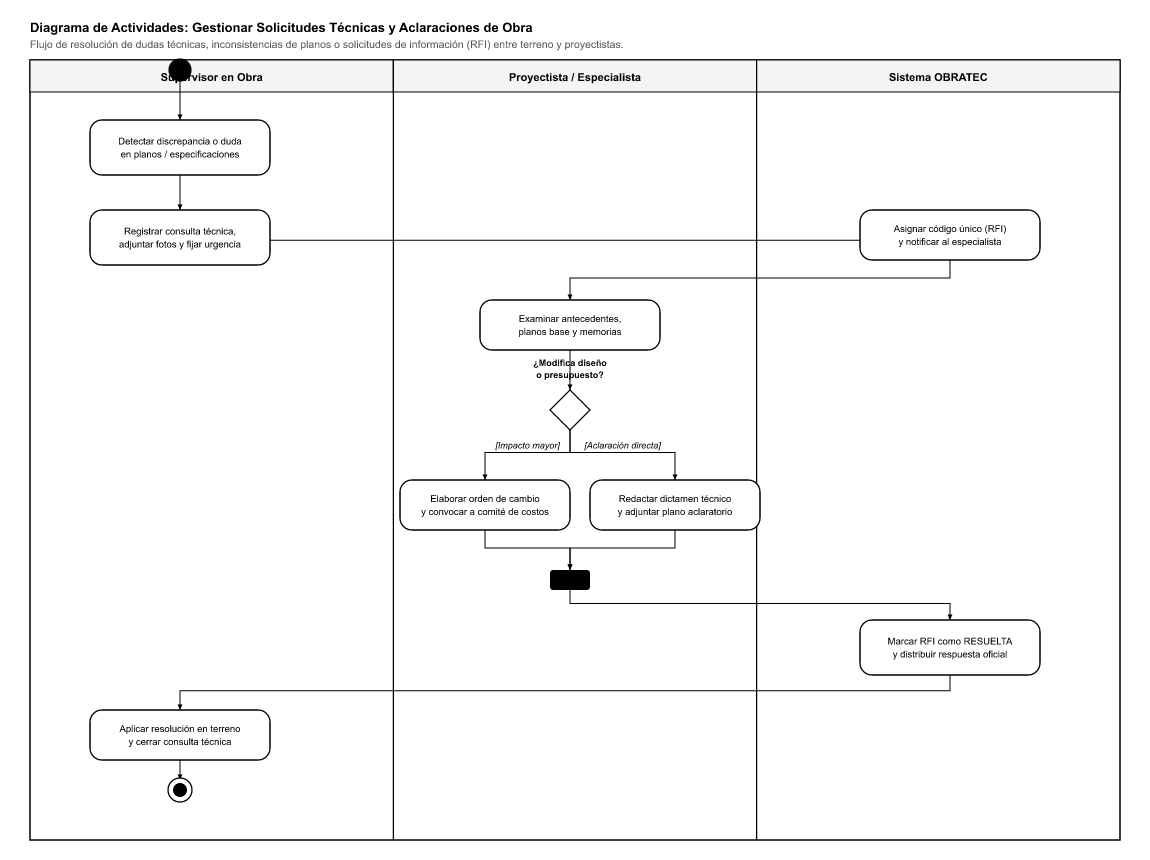 Diagrama de Actividades: Gestionar Solicitudes Técnicas y Aclaraciones de Obra
Flujo de resolución de dudas técnicas, inconsistencias de planos o solicitudes de información (RFI) entre terreno y proyectistas.
Supervisor en Obra
Proyectista / Especialista
Sistema OBRATEC
Detectar discrepancia o duda
en planos / especificaciones
Registrar consulta técnica,
adjuntar fotos y fijar urgencia
Asignar código único (RFI)
y notificar al especialista
Examinar antecedentes,
planos base y memorias
¿Modifica diseño
o presupuesto?
[Impacto mayor]
[Aclaración directa]
Elaborar orden de cambio
y convocar a comité de costos
Redactar dictamen técnico
y adjuntar plano aclaratorio
Marcar RFI como RESUELTA
y distribuir respuesta oficial
Aplicar resolución en terreno
y cerrar consulta técnica